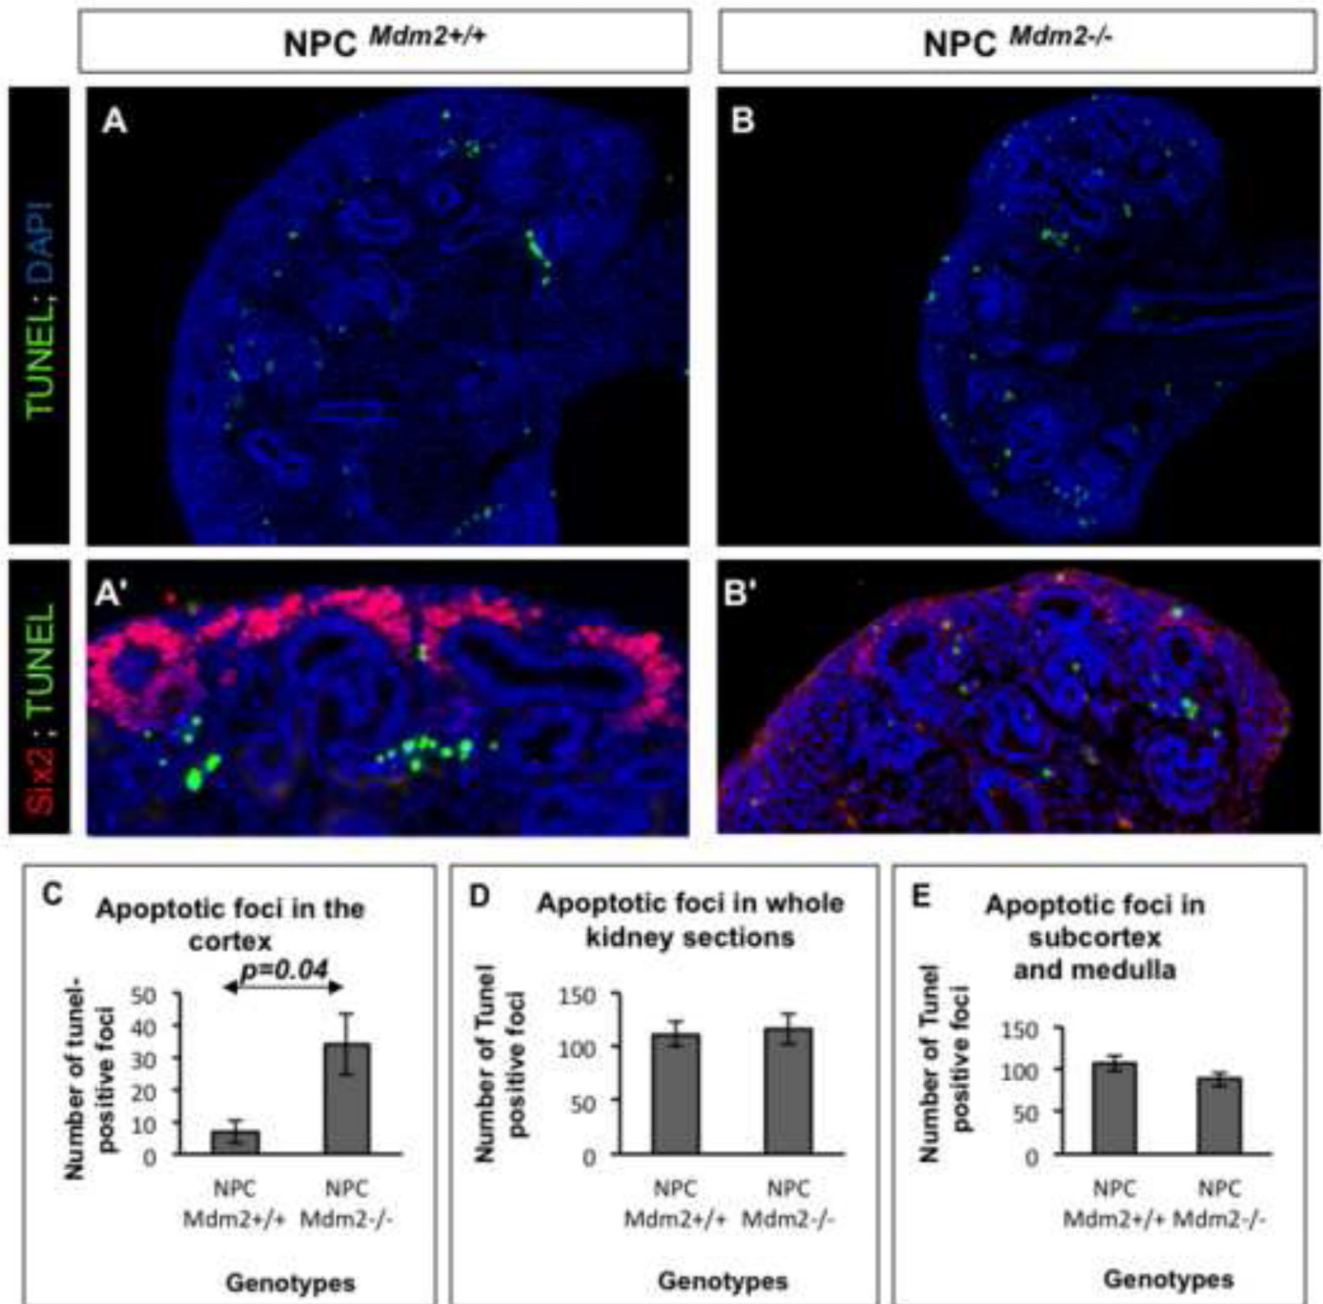 NPC Mdm2+/+
NPC Mdm2-/-
TUNEL; DAPI
A
B
Six2 ; TUNEL
A'
B'
C
Apoptotic foci in the
cortex
p=0.04
Number of tunel-
positive foci
50
40
30
20
10
0
NPC
Mdm2+/+
NPC
Mdm2-/-
Genotypes
D
Apoptotic foci in whole
kidney sections
Number of Tunel
positive foci
150
100
50
0
NPC
Mdm2+/+
NPC
Mdm2-/-
Genotypes
E
Apoptotic foci in
subcortex
and medulla
Number of Tunel
positive foci
150
100
50
0
NPC
Mdm2+/+
NPC
Mdm2-/-
Genotypes